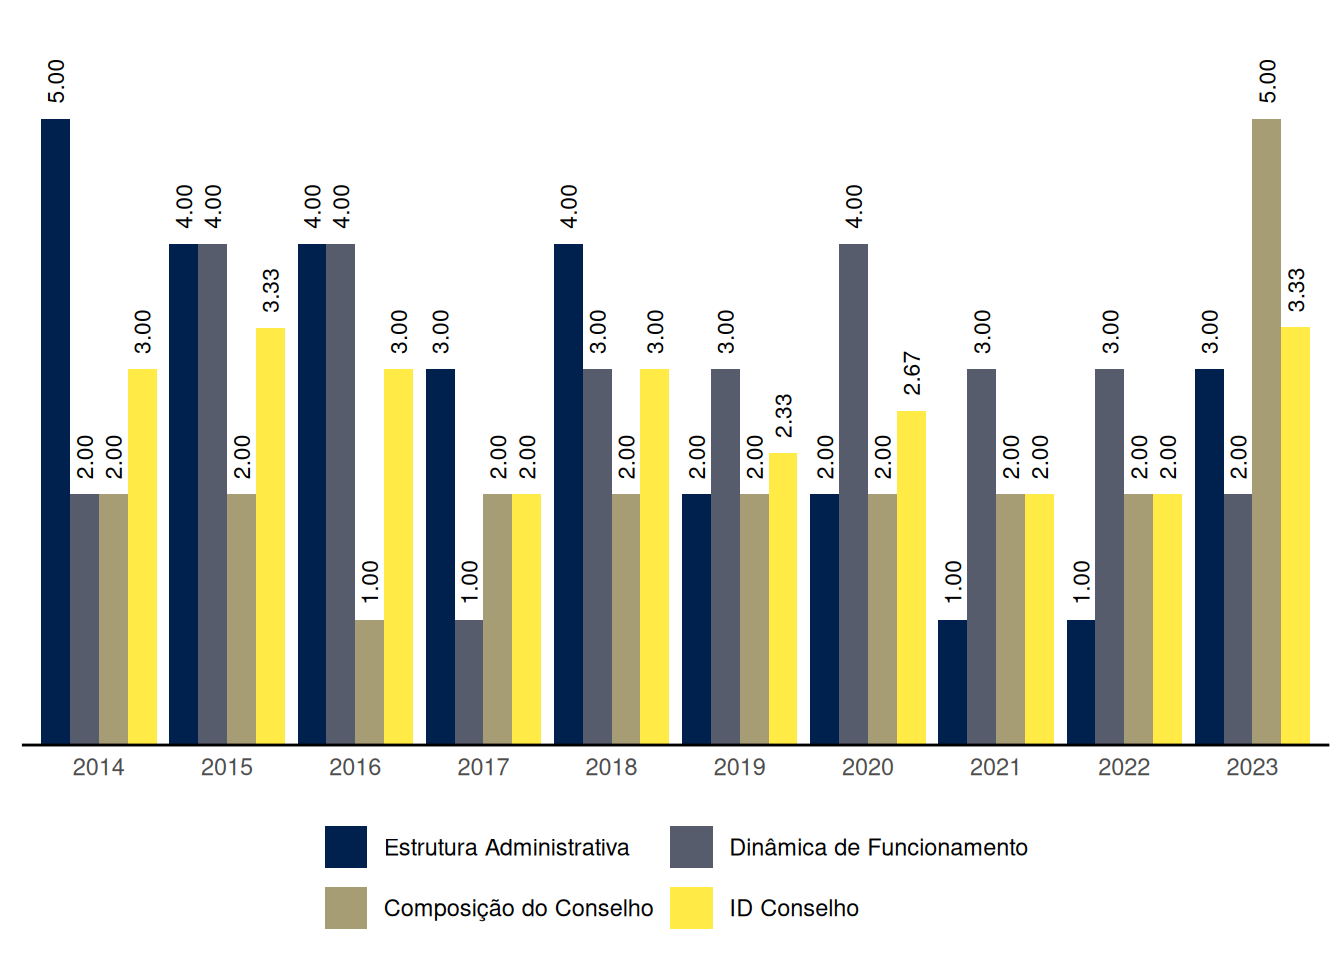 5.00 2.00 2.00 3.00 4.00 4.00 2.00 3.33 4.00 4.00 1.00 3.00 3.00 1.00 2.00 2.00 4.00 3.00 2.00 3.00 2.00 3.00 2.00 2.33 2.00 4.00 2.00 2.67 1.00 3.00 2.00 2.00 1.00 3.00 2.00 2.00 3.00 2.00 5.00 3.33
2014 2015 2016 2017 2018 2019 2020 2021 2022 2023
Estrutura Administrativa Dinâmica de Funcionamento
Composição do Conselho ID Conselho